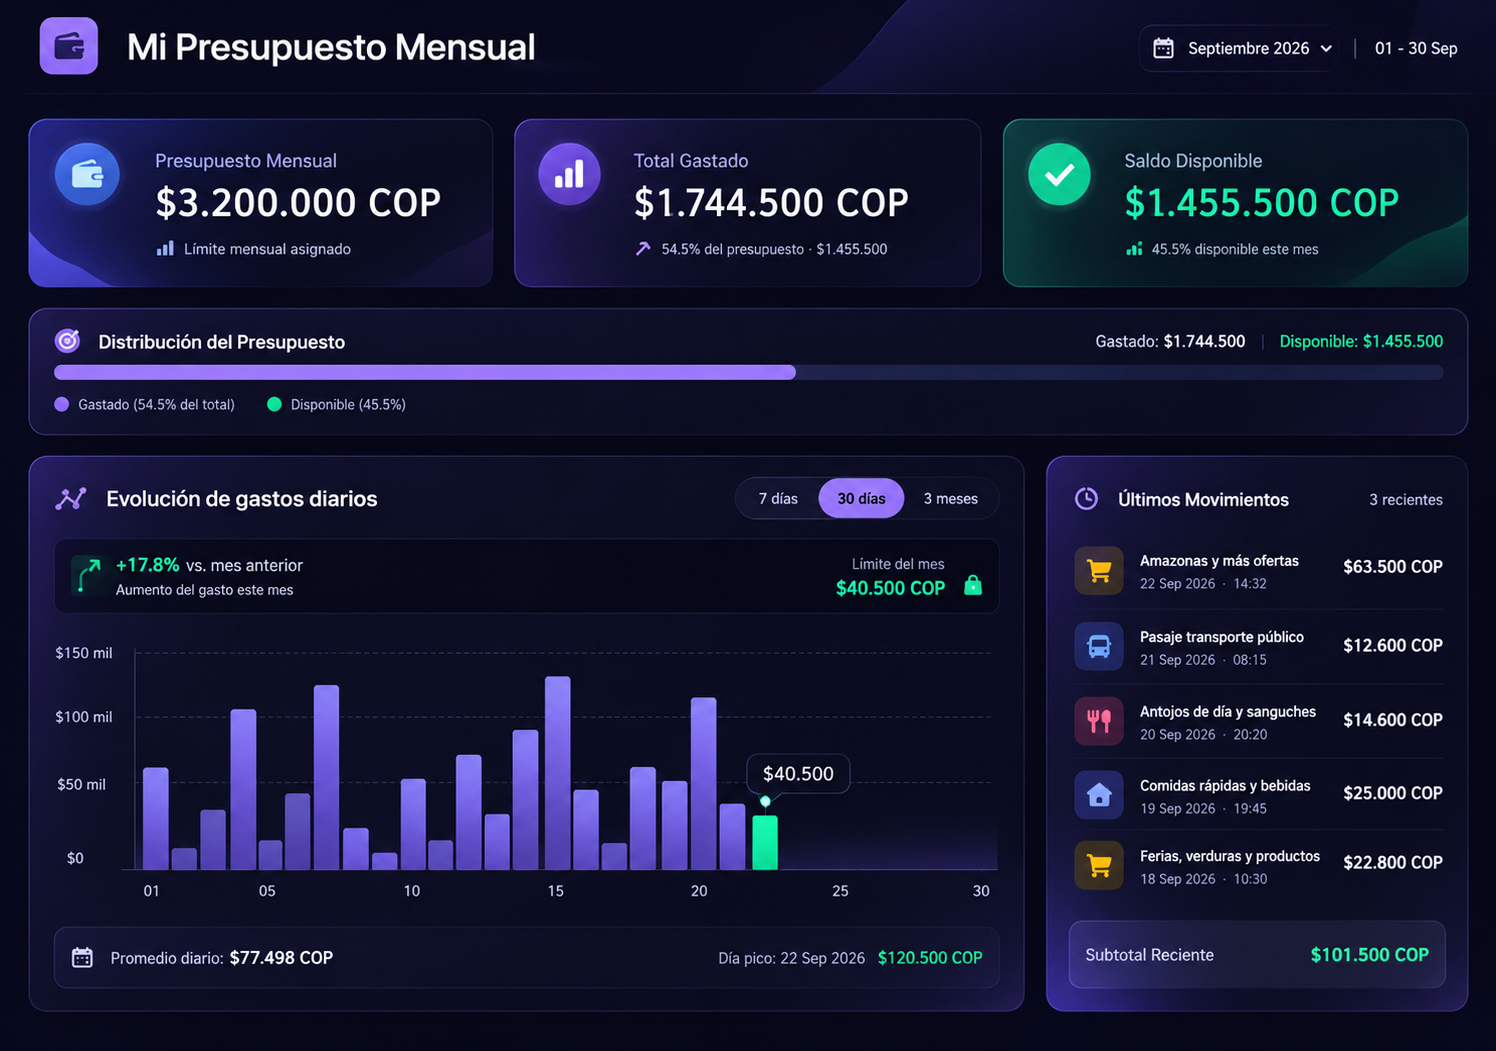 Mi Presupuesto Mensual
Septiembre 2026
01 - 30 Sep
Presupuesto Mensual
$3.200.000 COP
Límite mensual asignado
Total Gastado
$1.744.500 COP
54.5% del presupuesto · $1.455.500
Saldo Disponible
$1.455.500 COP
45.5% disponible este mes
Distribución del Presupuesto
Gastado: $1.744.500
Disponible: $1.455.500
Gastado (54.5% del total)
Disponible (45.5%)
Evolución de gastos diarios
7 días
30 días
3 meses
+17.8% vs. mes anterior
Aumento del gasto este mes
Límite del mes
$40.500 COP
$150 mil
$100 mil
$50 mil
$0
$40.500
01 05 10 15 20 25 30
Promedio diario: $77.498 COP
Día pico: 22 Sep 2026 $120.500 COP
Últimos Movimientos
3 recientes
Amazonas y más ofertas
22 Sep 2026 · 14:32
$63.500 COP
Pasaje transporte público
21 Sep 2026 · 08:15
$12.600 COP
Antojos de día y sanguches
20 Sep 2026 · 20:20
$14.600 COP
Comidas rápidas y bebidas
19 Sep 2026 · 19:45
$25.000 COP
Ferias, verduras y productos
18 Sep 2026 · 10:30
$22.800 COP
Subtotal Reciente
$101.500 COP